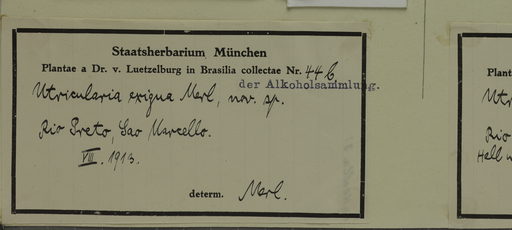 Staatsherbarium München
Plantae a Dr. v. Luetzelburg in Brasilia collectae Nr. 44 b
der Alkoholsammlung.
Utricularia exigua Merl, nov. sp.
Rio Preto, Sao Marcello.
VIII. 1913.
determ. Merl.
Plant
Utr
Rio
Hell